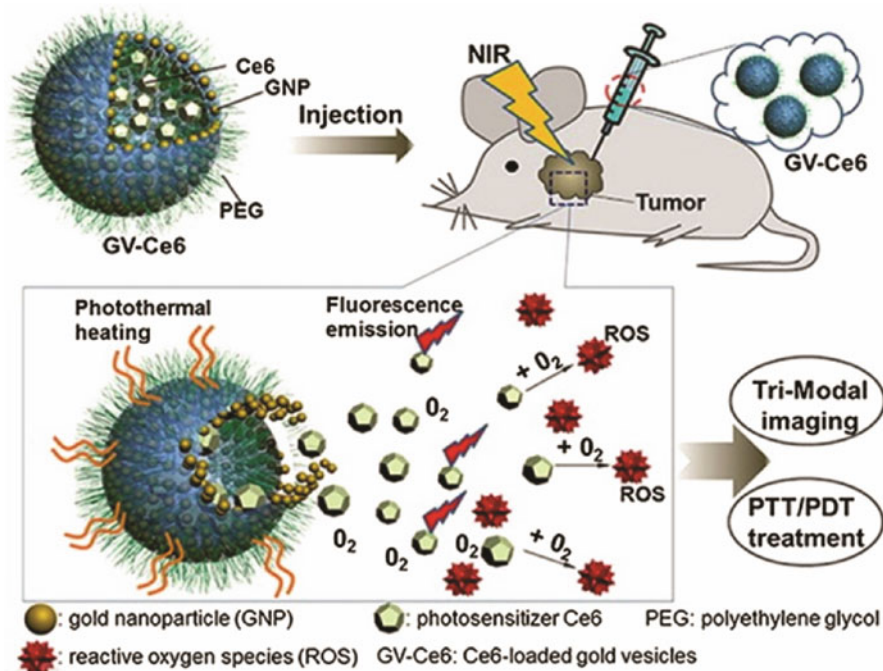 Ce6
GNP
PEG
GV-Ce6
Injection
NIR
Tumor
GV-Ce6
Photothermal
heating
Fluorescence
emission
O₂
O₂
O₂
O₂
O₂
+ O₂
ROS
+ O₂
ROS
+ O₂
Tri-Modal
imaging
PTT/PDT
treatment
: gold nanoparticle (GNP)
: photosensitizer Ce6
PEG: polyethylene glycol
: reactive oxygen species (ROS)
GV-Ce6: Ce6-loaded gold vesicles